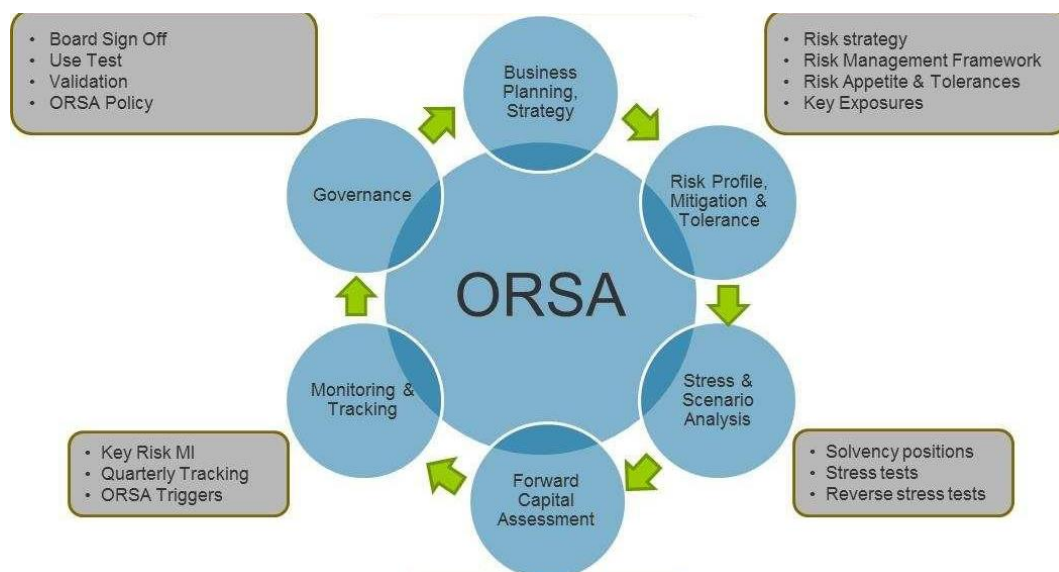 • Board Sign Off
• Use Test
• Validation
• ORSA Policy
Business
Planning,
Strategy
• Risk strategy
• Risk Management Framework
• Risk Appetite & Tolerances
• Key Exposures
Governance
Risk Profile,
Mitigation &
Tolerance
ORSA
Monitoring &
Tracking
Stress &
Scenario
Analysis
• Key Risk MI
• Quarterly Tracking
• ORSA Triggers
Forward
Capital
Assessment
• Solvency positions
• Stress tests
• Reverse stress tests